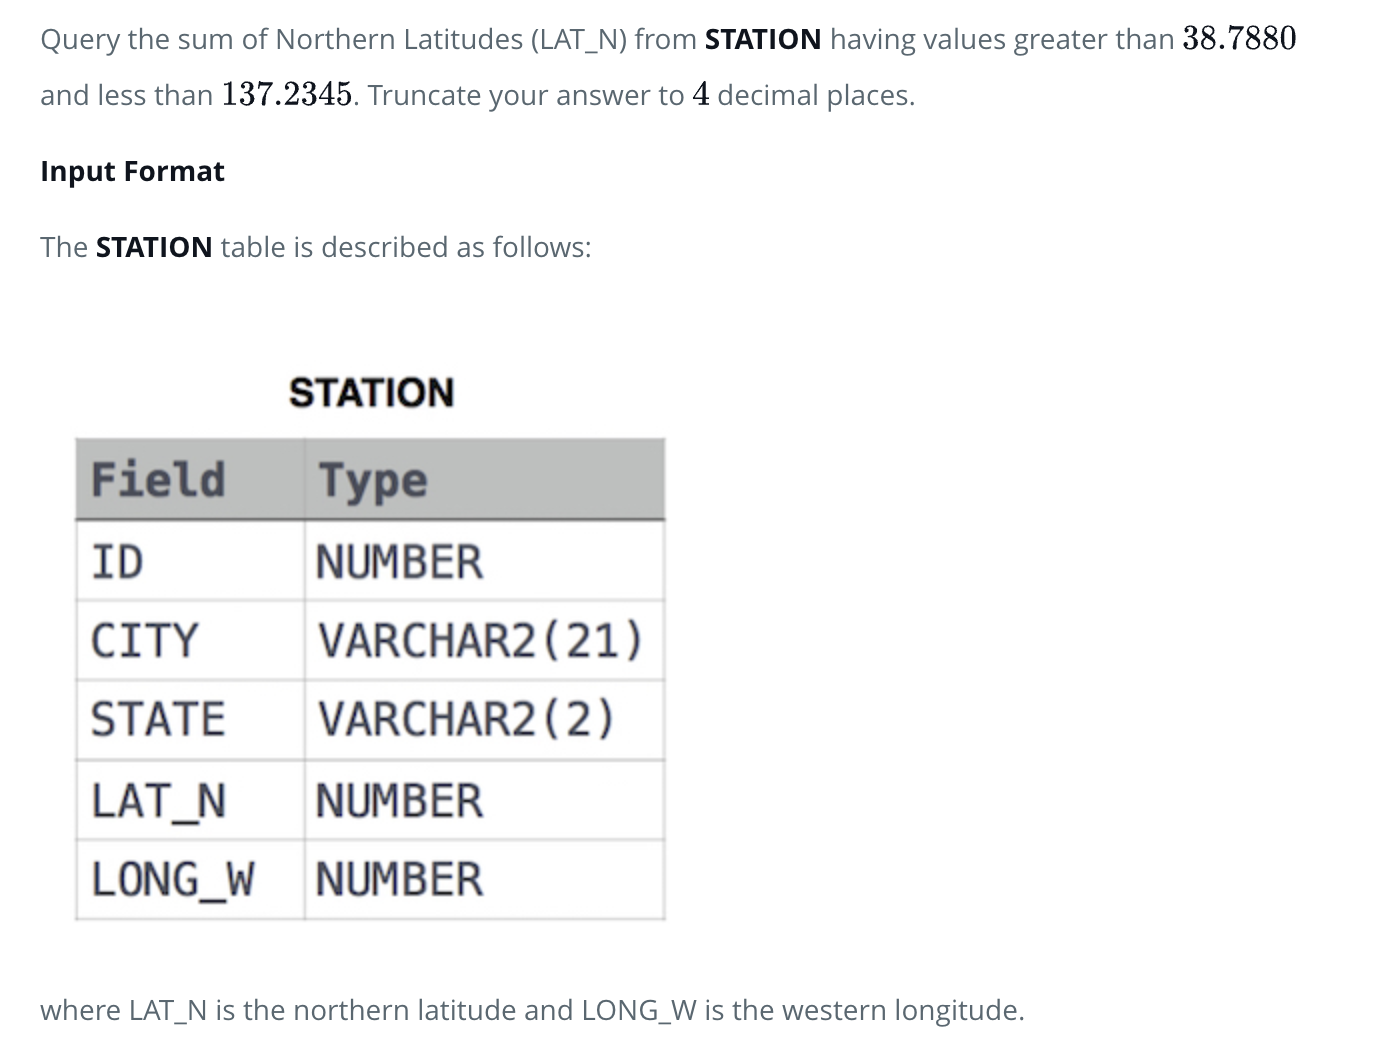 Query the sum of Northern Latitudes (LAT_N) from STATION having values greater than 38.7880
and less than 137.2345. Truncate your answer to 4 decimal places.
Input Format
The STATION table is described as follows:
STATION
Field Type
ID NUMBER
CITY VARCHAR2(21)
STATE VARCHAR2(2)
LAT_N NUMBER
LONG_W NUMBER
where LAT_N is the northern latitude and LONG_W is the western longitude.